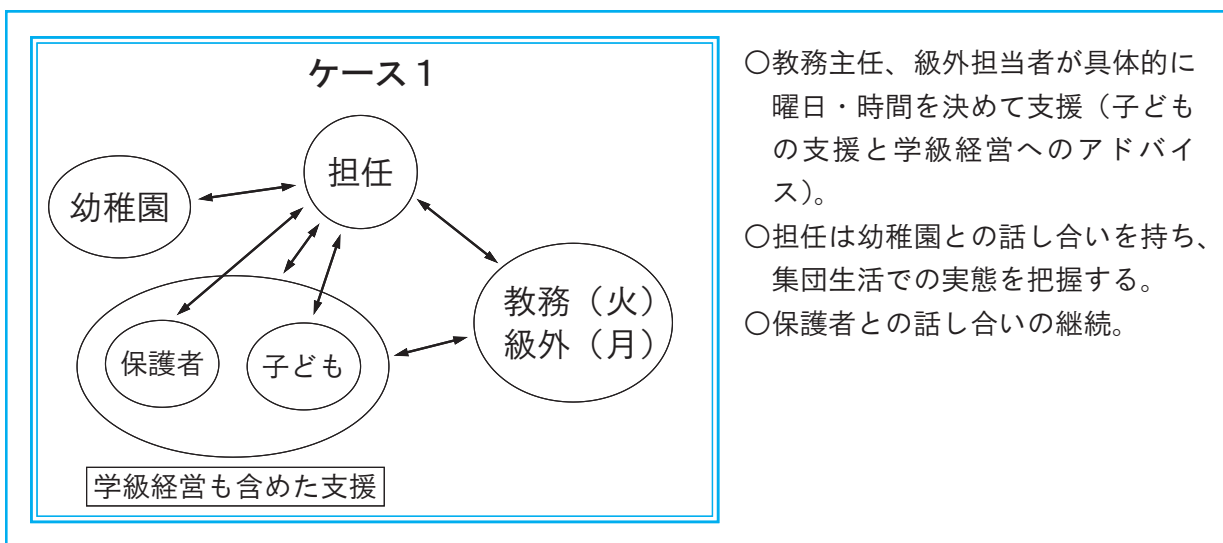 ケース1
担任
幼稚園
教務（火）
級外（月）
保護者
子ども
学級経営も含めた支援
〇教務主任、級外担当者が具体的に
曜日・時間を決めて支援（子ども
の支援と学級経営へのアドバイ
ス）。
〇担任は幼稚園との話し合いを持ち、
集団生活での実態を把握する。
〇保護者との話し合いの継続。